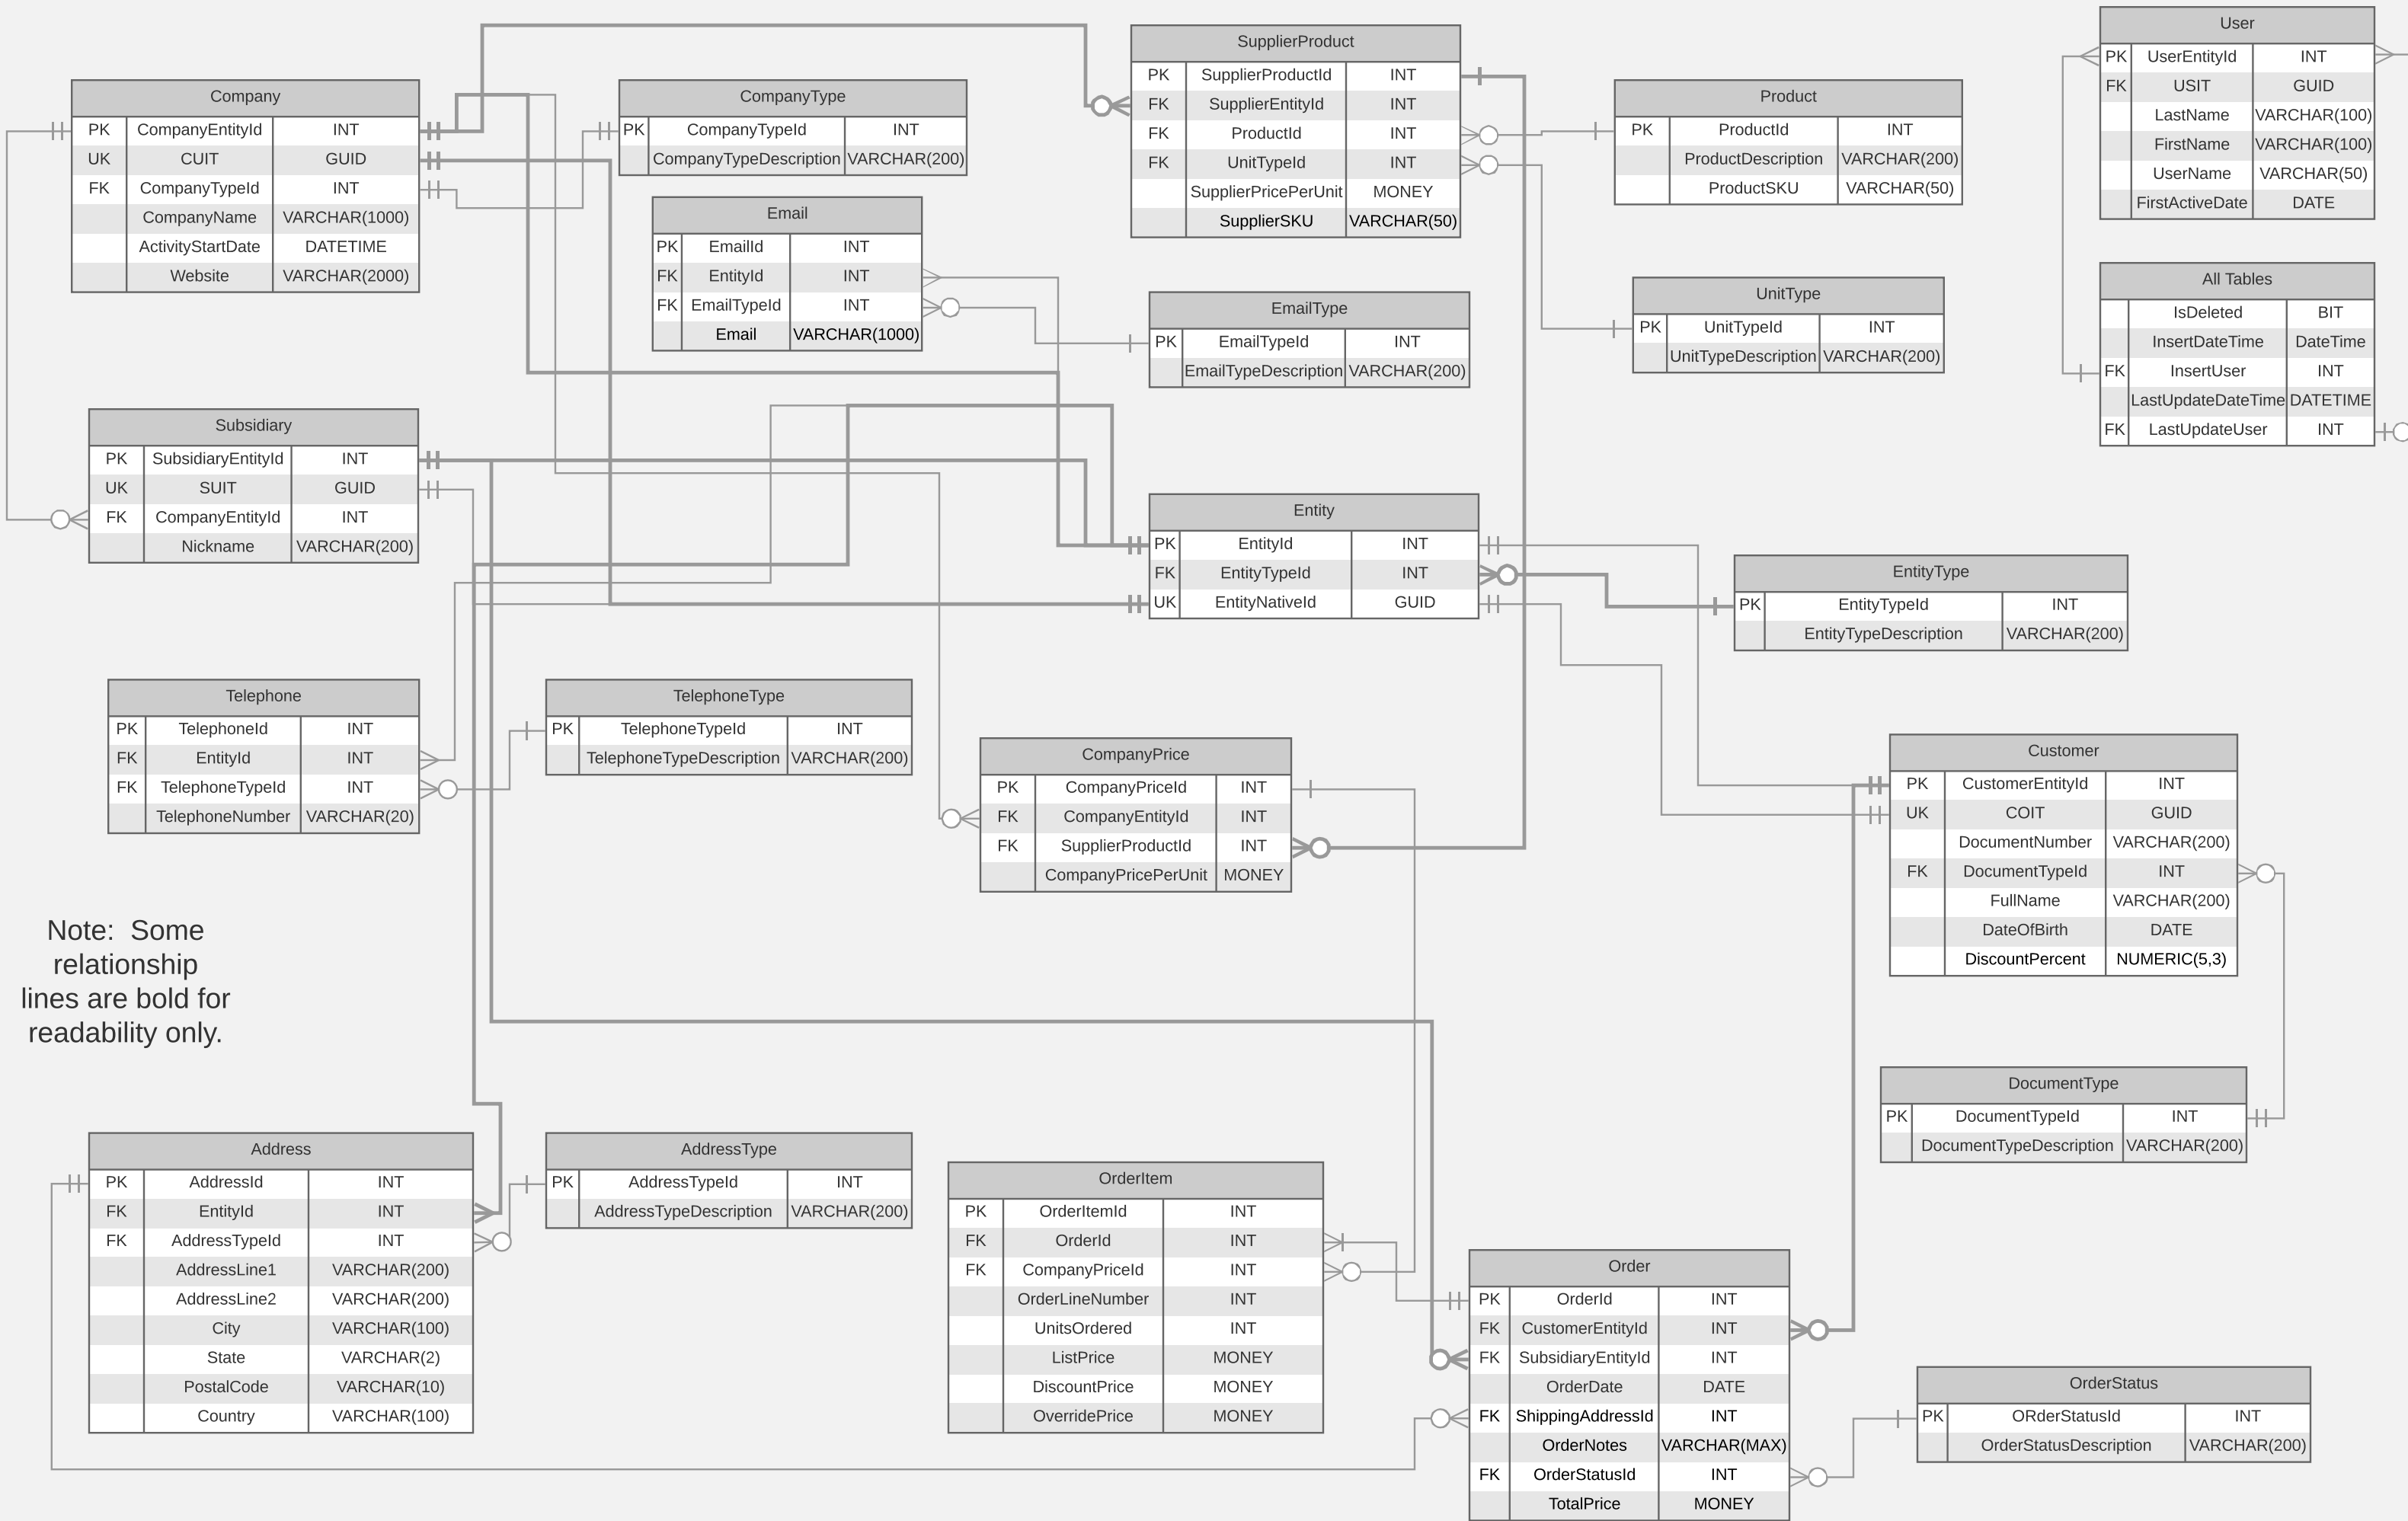 Company
PK CompanyEntityId INT
UK CUIT GUID
FK CompanyTypeId INT
CompanyName VARCHAR(1000)
ActivityStartDate DATETIME
Website VARCHAR(2000)
CompanyType
PK CompanyTypeId INT
CompanyTypeDescription VARCHAR(200)
Email
PK EmailId INT
FK EntityId INT
FK EmailTypeId INT
Email VARCHAR(1000)
SupplierProduct
PK SupplierProductId INT
FK SupplierEntityId INT
FK ProductId INT
FK UnitTypeId INT
SupplierPricePerUnit MONEY
SupplierSKU VARCHAR(50)
Product
PK ProductId INT
ProductDescription VARCHAR(200)
ProductSKU VARCHAR(50)
User
PK UserEntityId INT
FK USIT GUID
LastName VARCHAR(100)
FirstName VARCHAR(100)
UserName VARCHAR(50)
FirstActiveDate DATE
EmailType
PK EmailTypeId INT
EmailTypeDescription VARCHAR(200)
UnitType
PK UnitTypeId INT
UnitTypeDescription VARCHAR(200)
All Tables
IsDeleted BIT
InsertDateTime DateTime
FK InsertUser INT
LastUpdateDateTime DATETIME
FK LastUpdateUser INT
Subsidiary
PK SubsidiaryEntityId INT
UK SUIT GUID
FK CompanyEntityId INT
Nickname VARCHAR(200)
Entity
PK EntityId INT
FK EntityTypeId INT
UK EntityNativeId GUID
EntityType
PK EntityTypeId INT
EntityTypeDescription VARCHAR(200)
Telephone
PK TelephoneId INT
FK EntityId INT
FK TelephoneTypeId INT
TelephoneNumber VARCHAR(20)
TelephoneType
PK TelephoneTypeId INT
TelephoneTypeDescription VARCHAR(200)
CompanyPrice
PK CompanyPriceId INT
FK CompanyEntityId INT
FK SupplierProductId INT
CompanyPricePerUnit MONEY
Customer
PK CustomerEntityId INT
UK COIT GUID
DocumentNumber VARCHAR(200)
FK DocumentTypeId INT
FullName VARCHAR(200)
DateOfBirth DATE
DiscountPercent NUMERIC(5,3)
Note: Some
relationship
lines are bold for
readability only.
DocumentType
PK DocumentTypeId INT
DocumentTypeDescription VARCHAR(200)
Address
PK AddressId INT
FK EntityId INT
FK AddressTypeId INT
AddressLine1 VARCHAR(200)
AddressLine2 VARCHAR(200)
City VARCHAR(100)
State VARCHAR(2)
PostalCode VARCHAR(10)
Country VARCHAR(100)
AddressType
PK AddressTypeId INT
AddressTypeDescription VARCHAR(200)
OrderItem
PK OrderItemId INT
FK OrderId INT
FK CompanyPriceId INT
OrderLineNumber INT
UnitsOrdered INT
ListPrice MONEY
DiscountPrice MONEY
OverridePrice MONEY
Order
PK OrderId INT
FK CustomerEntityId INT
FK SubsidiaryEntityId INT
OrderDate DATE
FK ShippingAddressId INT
OrderNotes VARCHAR(MAX)
FK OrderStatusId INT
TotalPrice MONEY
OrderStatus
PK ORderStatusId INT
OrderStatusDescription VARCHAR(200)